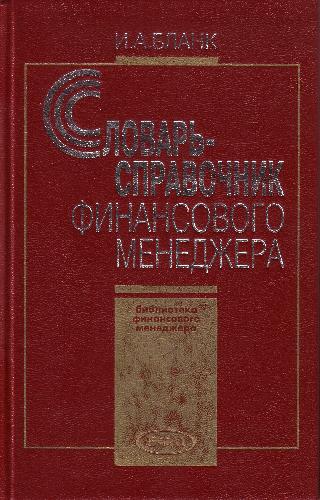 И.А.БЛАНК
СЛОВАРЬ-
СПРАВОЧНИК
ФИНАНСОВОГО
МЕНЕДЖЕРА
библиотека
финансового
менеджера